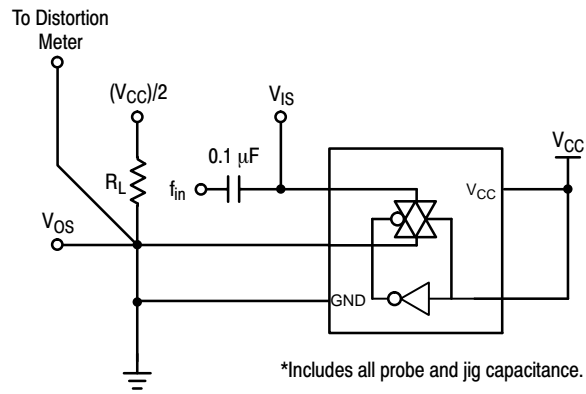 To Distortion
Meter
(V_CC)/2
V_IS
V_CC
0.1 μF
R_L
f_in
V_CC
V_OS
GND
*Includes all probe and jig capacitance.